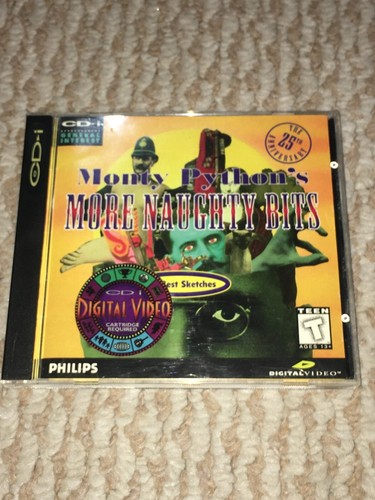 CD-i
CD-i
GENERAL
INTEREST
THE
25TH
ANNIVERSARY
Monty Python's
MORE NAUGHTY BITS
est Sketches
CD-i
DIGITAL VIDEO
CARTRIDGE
REQUIRED
TEEN
T
AGES 13+
PHILIPS
DIGITAL VIDEO™